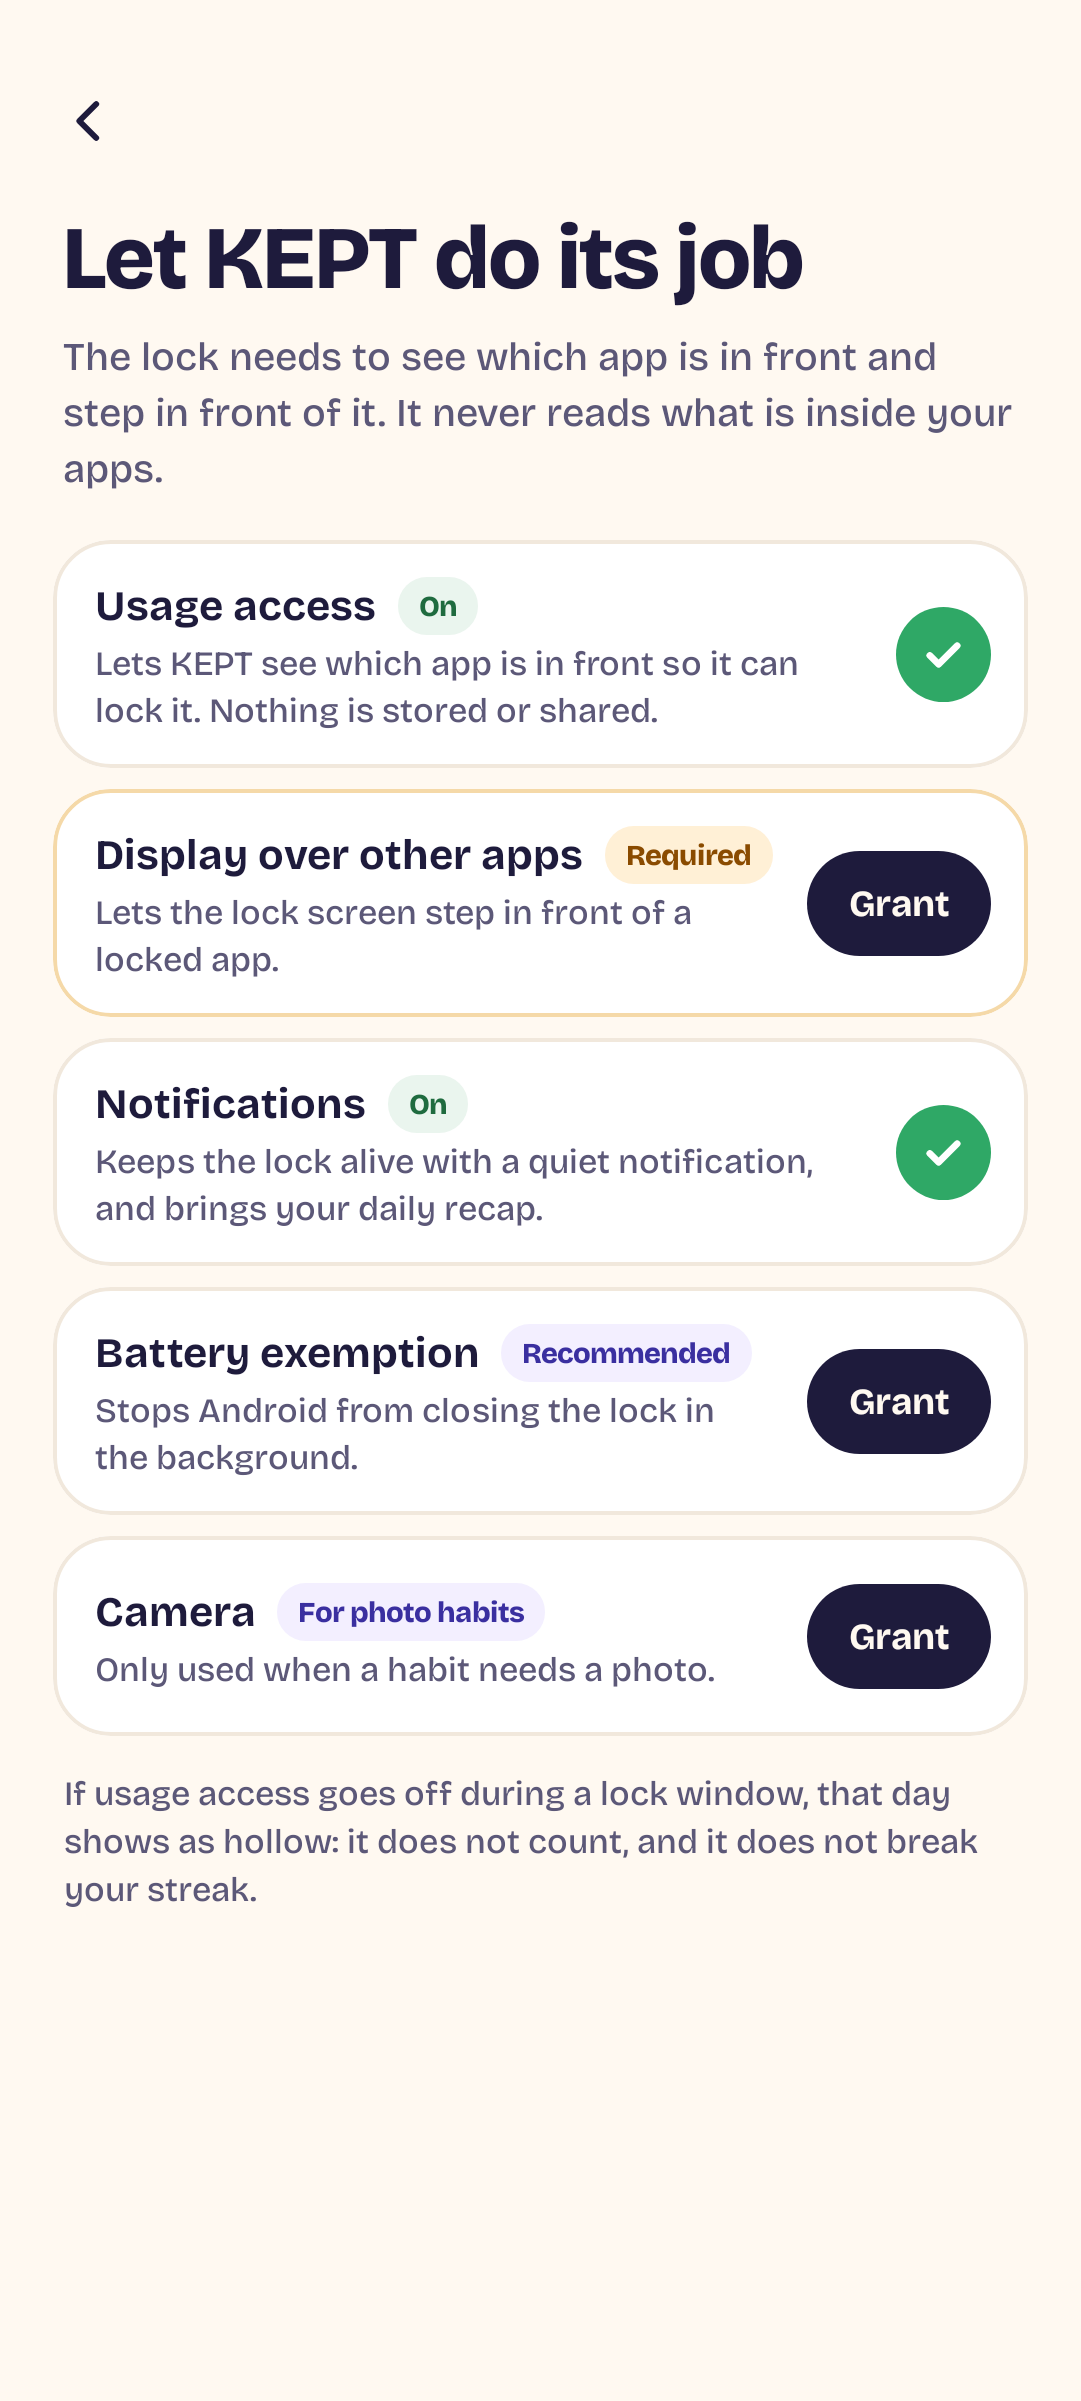 Let KEPT do its job
The lock needs to see which app is in front and
step in front of it. It never reads what is inside your
apps.
Usage access On
Lets KEPT see which app is in front so it can
lock it. Nothing is stored or shared.
Display over other apps Required
Lets the lock screen step in front of a
locked app.
Grant
Notifications On
Keeps the lock alive with a quiet notification,
and brings your daily recap.
Battery exemption Recommended
Stops Android from closing the lock in
the background.
Grant
Camera For photo habits
Only used when a habit needs a photo.
Grant
If usage access goes off during a lock window, that day
shows as hollow: it does not count, and it does not break
your streak.